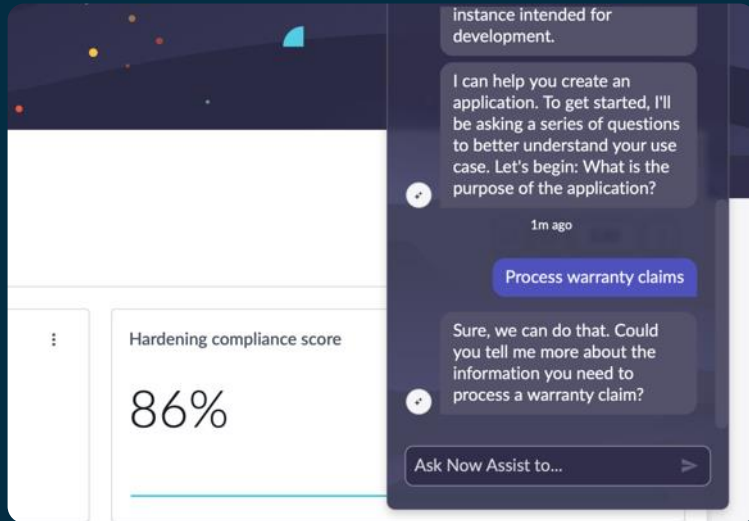 instance intended for
development.
I can help you create an
application. To get started, I'll
be asking a series of questions
to better understand your use
case. Let's begin: What is the
purpose of the application?
1m ago
Process warranty claims
Sure, we can do that. Could
you tell me more about the
information you need to
process a warranty claim?
Ask Now Assist to...
Hardening compliance score
86%